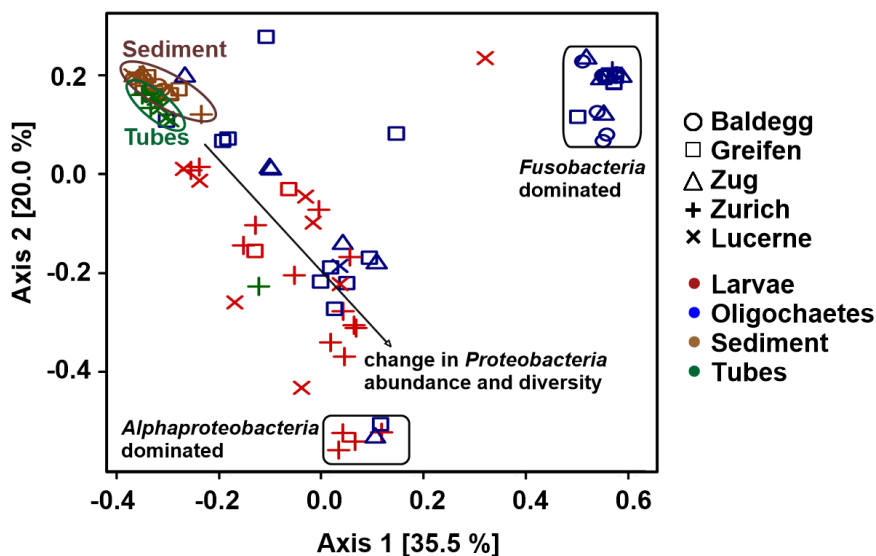 Sediment
Tubes
Fusobacteria
dominated
change in Proteobacteria
abundance and diversity
Alphaproteobacteria
dominated
Axis 2 [20.0 %]
0.2
0.0
-0.2
-0.4
-0.4
-0.2
0.0
0.2
0.4
0.6
Axis 1 [35.5 %]
Baldegg
Greifen
Zug
Zurich
Lucerne
Larvae
Oligochaetes
Sediment
Tubes